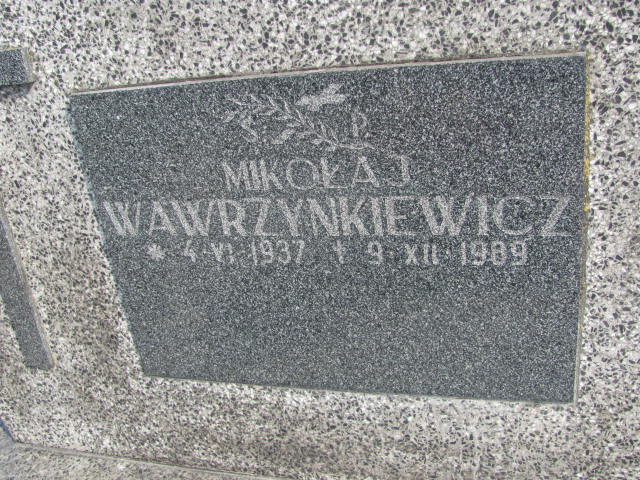 Ś P
MIKOŁAJ
WAWRZYNKIEWICZ
* 4·VI·1937 † 9·XII·1989